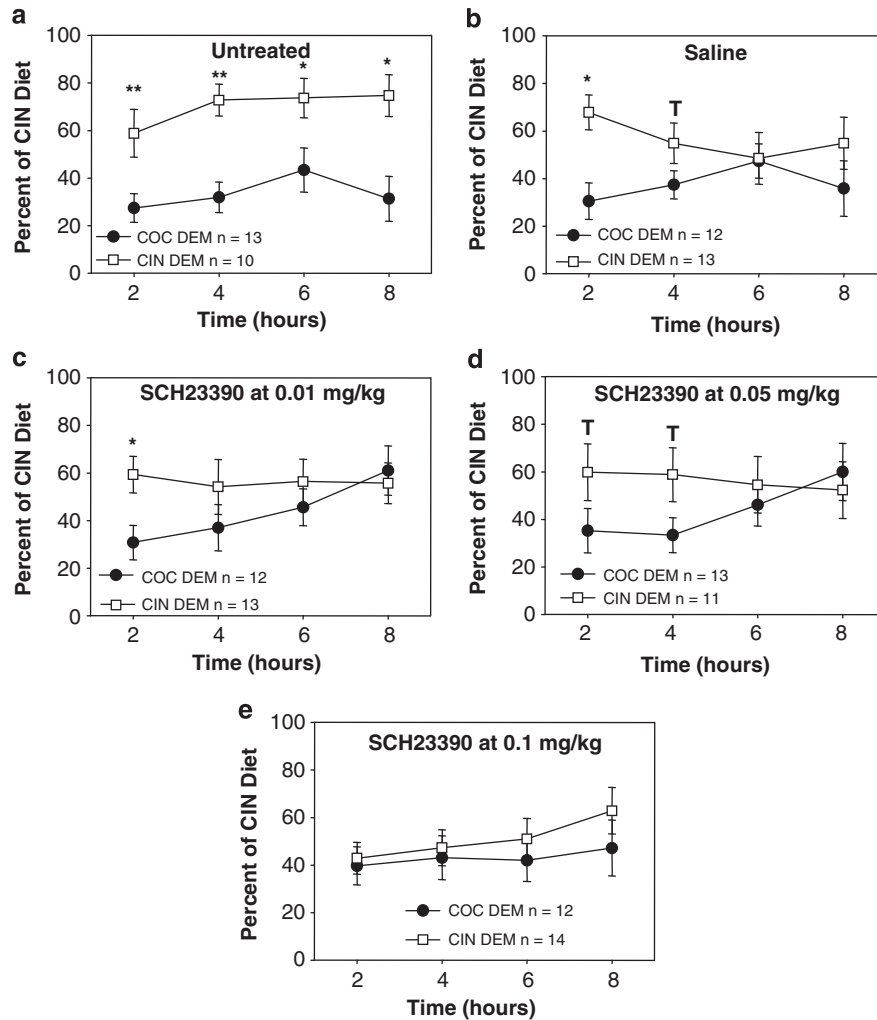 a
Untreated
Percent of CIN Diet
100
80
60
40
20
0
**
**
*
*
COC DEM n = 13
CIN DEM n = 10
2 4 6 8
Time (hours)
b
Saline
Percent of CIN Diet
100
80
60
40
20
0
*
T
COC DEM n = 12
CIN DEM n = 13
2 4 6 8
Time (hours)
c
SCH23390 at 0.01 mg/kg
Percent of CIN Diet
100
80
60
40
20
0
*
COC DEM n = 12
CIN DEM n = 13
2 4 6 8
Time (hours)
d
SCH23390 at 0.05 mg/kg
Percent of CIN Diet
100
80
60
40
20
0
T
T
COC DEM n = 13
CIN DEM n = 11
2 4 6 8
Time (hours)
e
SCH23390 at 0.1 mg/kg
Percent of CIN Diet
100
80
60
40
20
0
COC DEM n = 12
CIN DEM n = 14
2 4 6 8
Time (hours)